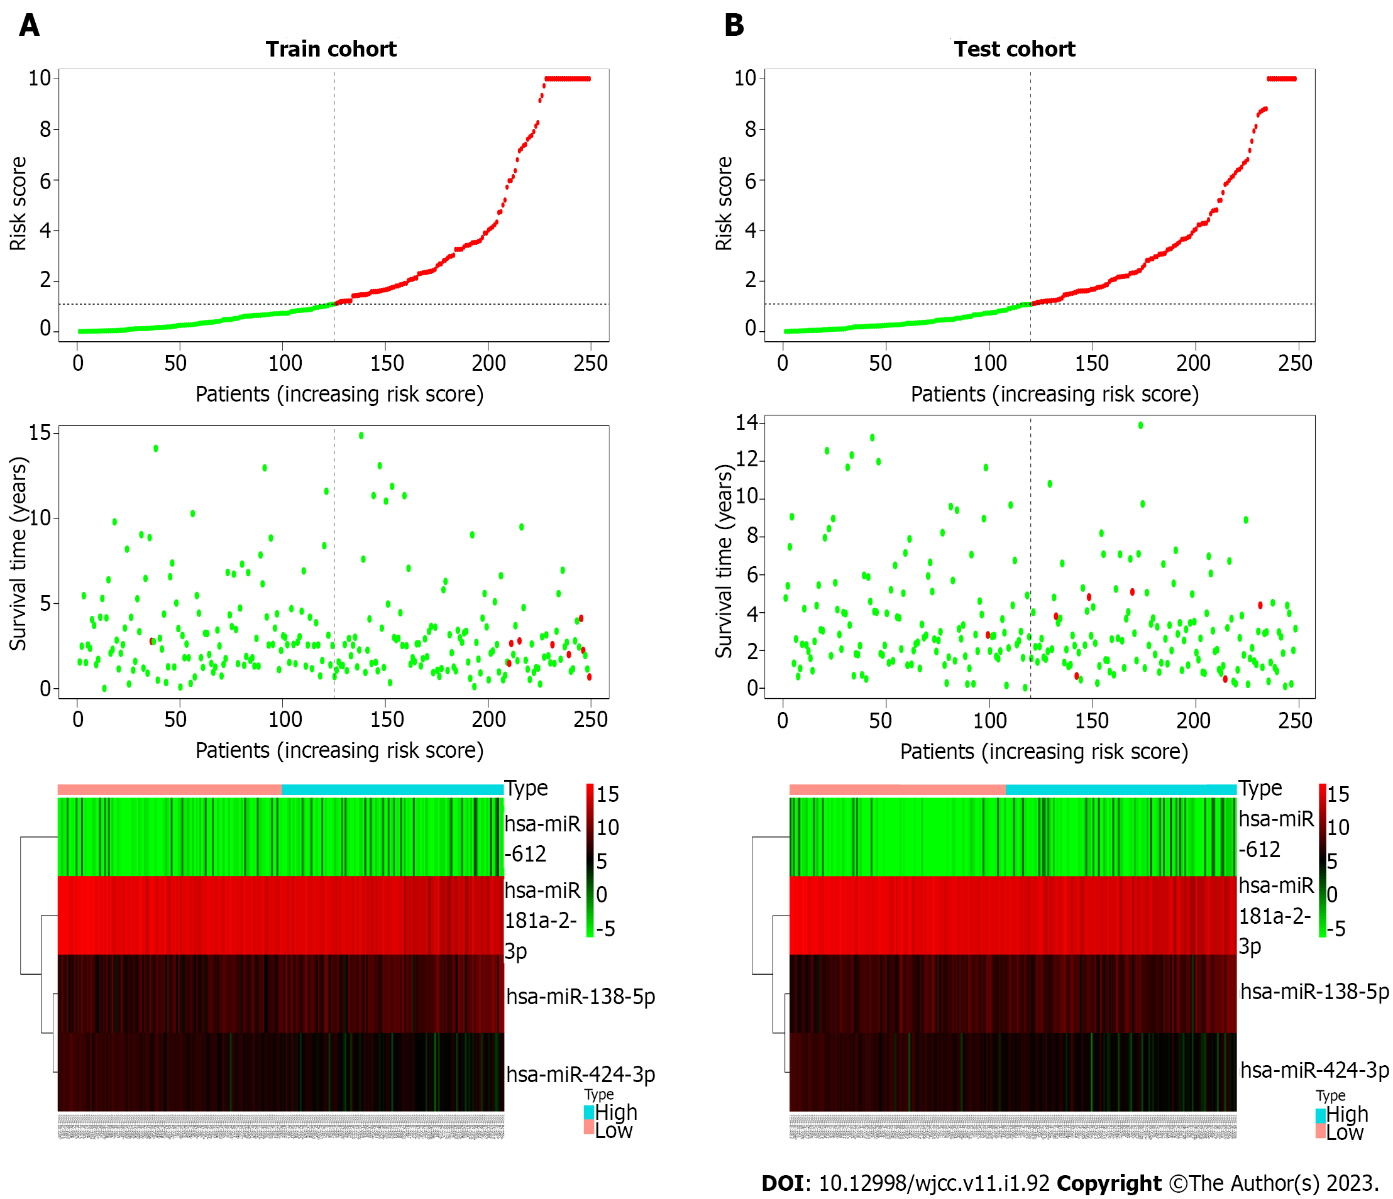 A
B
Train cohort
Test cohort
10
8
6
4
2
0
Risk score
0
50
100
150
200
250
Patients (increasing risk score)
10
8
6
4
2
0
Risk score
0
50
100
150
200
250
Patients (increasing risk score)
15
10
5
0
Survival time (years)
0
50
100
150
200
250
Patients (increasing risk score)
14
12
10
8
6
4
2
0
Survival time (years)
0
50
100
150
200
250
Patients (increasing risk score)
Type
hsa-miR
-612
hsa-miR
181a-2-
3p
hsa-miR-138-5p
hsa-miR-424-3p
15
10
5
0
-5
Type
High
Low
Type
hsa-miR
-612
hsa-miR
181a-2-
3p
hsa-miR-138-5p
hsa-miR-424-3p
15
10
5
0
-5
Type
High
Low
DOI: 10.12998/wjcc.v11.i1.92 Copyright ©The Author(s) 2023.